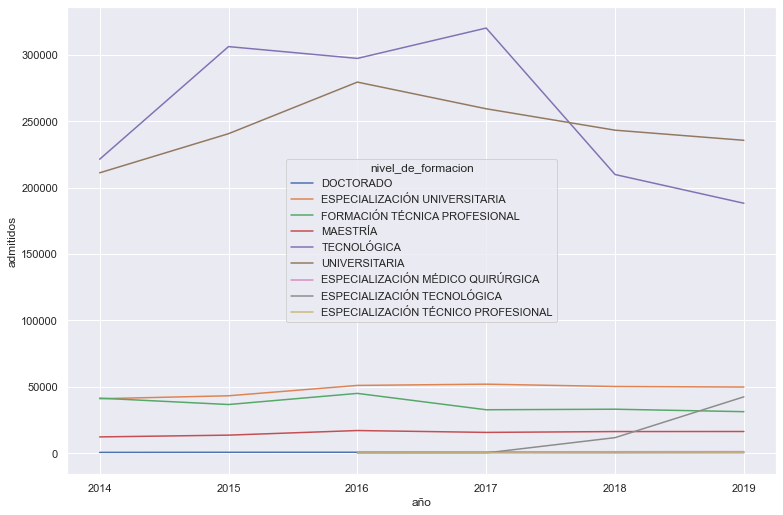 300000
250000
200000
150000
100000
50000
0
admitidos
nivel_de_formacion
DOCTORADO
ESPECIALIZACIÓN UNIVERSITARIA
FORMACIÓN TÉCNICA PROFESIONAL
MAESTRÍA
TECNOLÓGICA
UNIVERSITARIA
ESPECIALIZACIÓN MÉDICO QUIRÚRGICA
ESPECIALIZACIÓN TECNOLÓGICA
ESPECIALIZACIÓN TÉCNICO PROFESIONAL
2014 2015 2016 2017 2018 2019
año